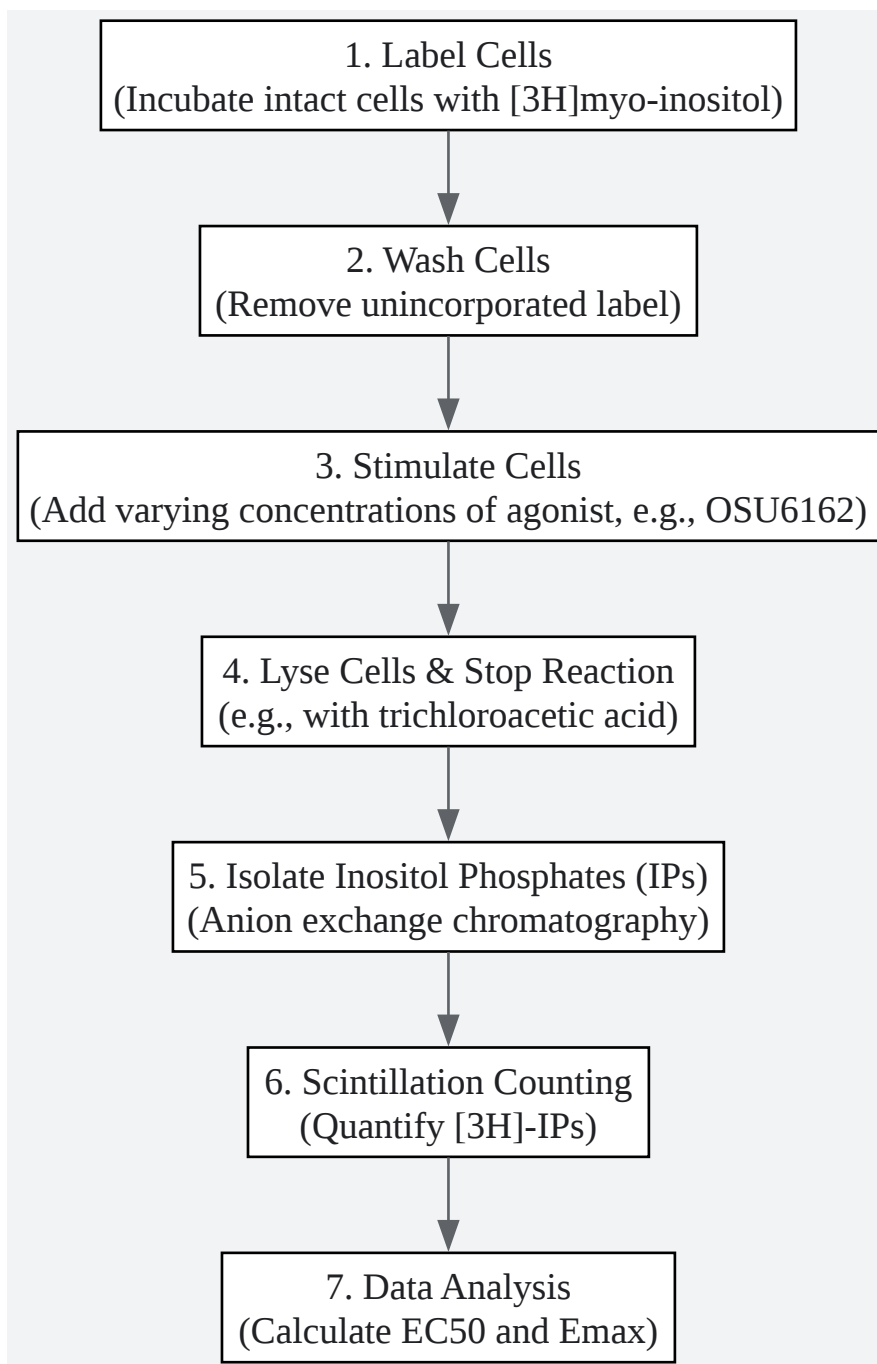 1. Label Cells
(Incubate intact cells with [3H]myo-inositol)
2. Wash Cells
(Remove unincorporated label)
3. Stimulate Cells
(Add varying concentrations of agonist, e.g., OSU6162)
4. Lyse Cells & Stop Reaction
(e.g., with trichloroacetic acid)
5. Isolate Inositol Phosphates (IPs)
(Anion exchange chromatography)
6. Scintillation Counting
(Quantify [3H]-IPs)
7. Data Analysis
(Calculate EC50 and Emax)